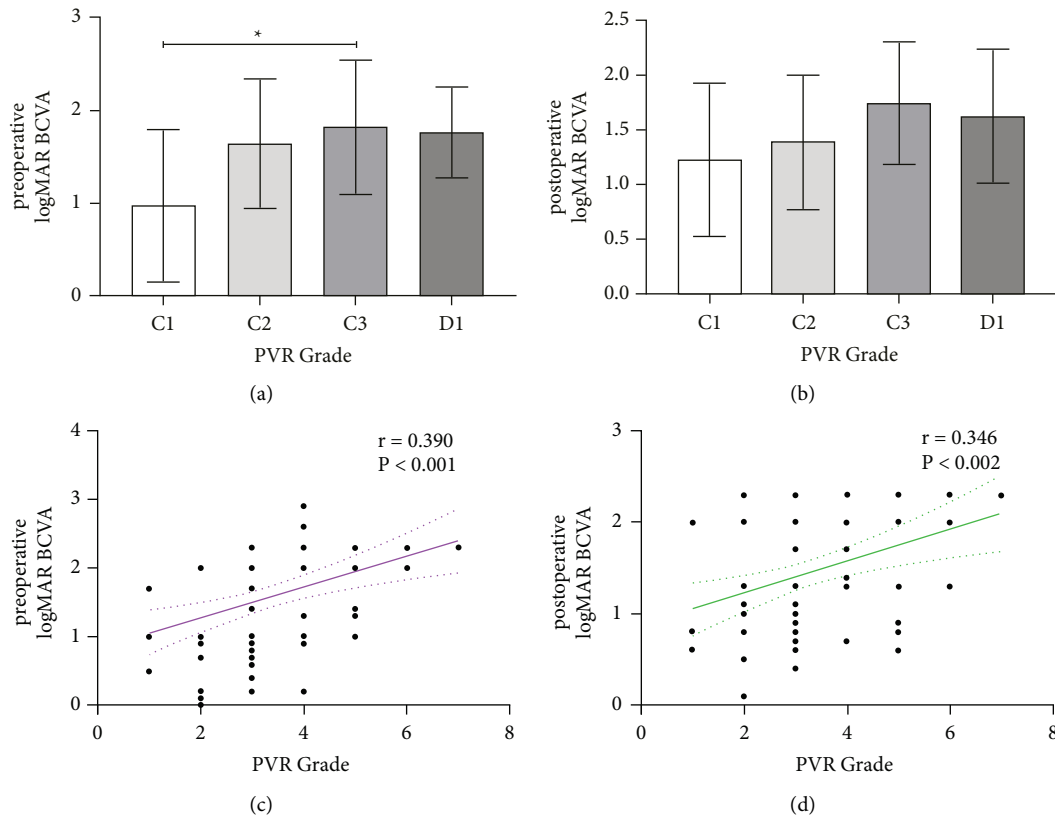 3
2
1
0
preoperative
logMAR BCVA
*
C1 C2 C3 D1
PVR Grade
(a)
2.5
2.0
1.5
1.0
0.5
0.0
postoperative
logMAR BCVA
C1 C2 C3 D1
PVR Grade
(b)
4
3
2
1
0
preoperative
logMAR BCVA
r = 0.390
P < 0.001
0 2 4 6 8
PVR Grade
(c)
3
2
1
0
postoperative
logMAR BCVA
r = 0.346
P < 0.002
0 2 4 6 8
PVR Grade
(d)